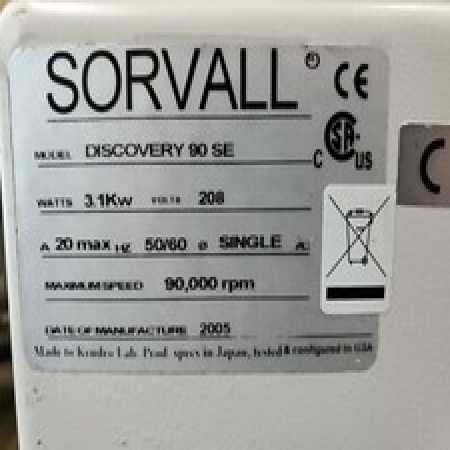 SORVALL® CE
MODEL DISCOVERY 90 SE
C SA US
WATTS 3.1Kw VOLTS 208
A 20 max HZ 50/60 ø SINGLE AC
MAXIMUM SPEED 90,000 rpm
DATE OF MANUFACTURE 2005
Made to Kendro Lab. Prod. specs in Japan, tested & configured in USA
C